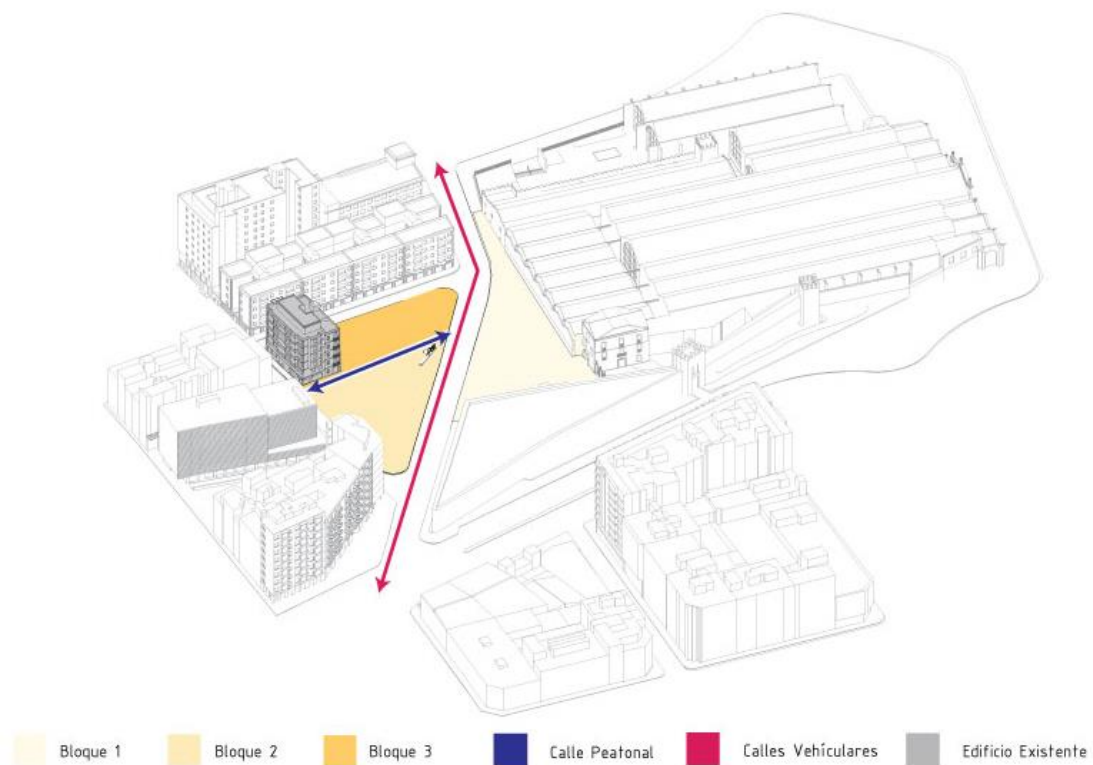 Bloque 1
Bloque 2
Bloque 3
Calle Peatonal
Calles Vehículares
Edificio Existente